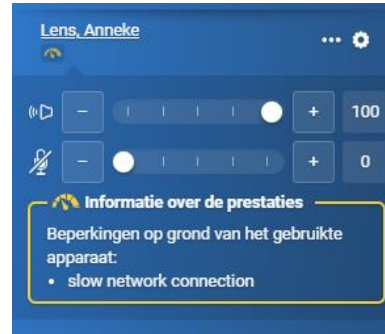 Lens, Anneke
100
0
Informatie over de prestaties
Beperkingen op grond van het gebruikte
apparaat:
• slow network connection